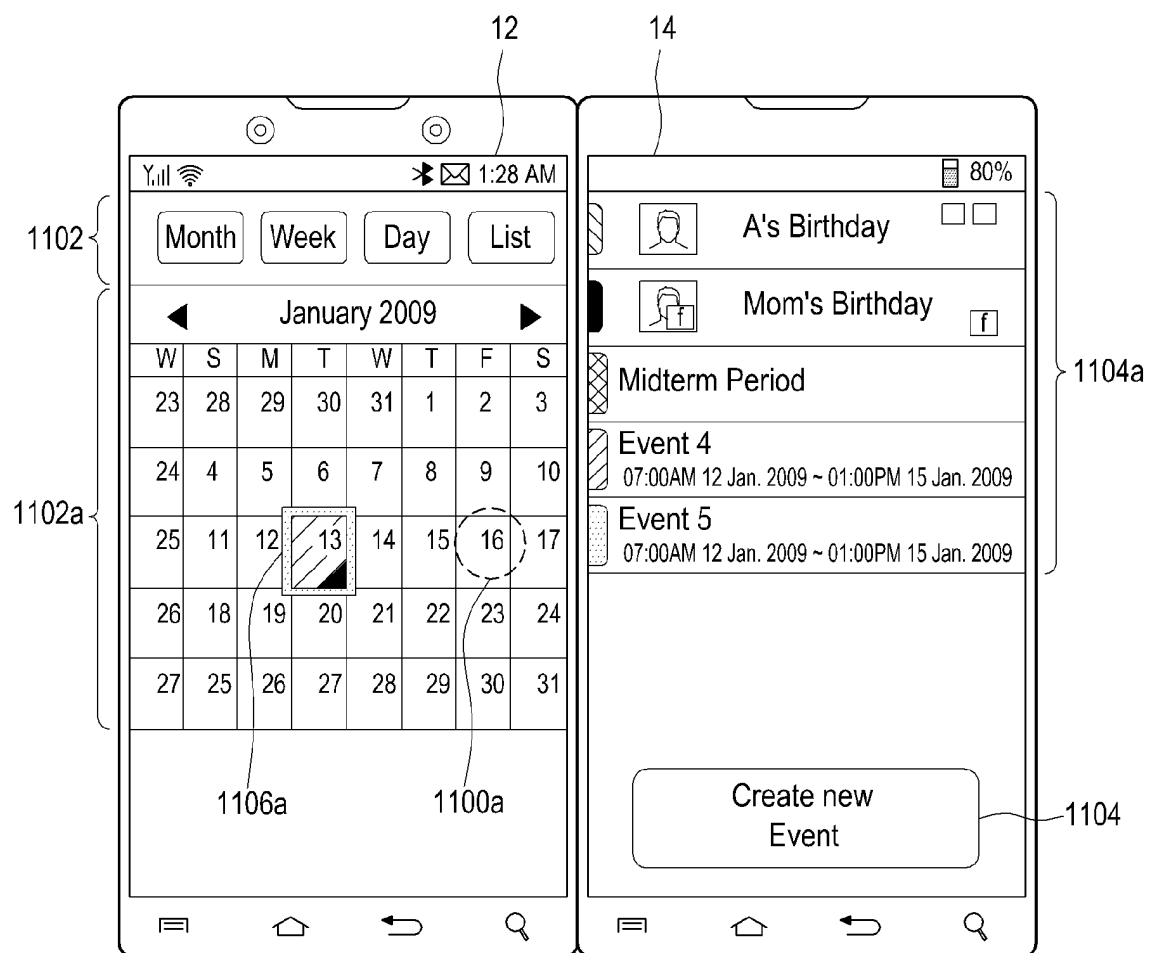 12
14
1:28 AM
80%
1102
Month Week Day List
A's Birthday
1102a
January 2009
Mom's Birthday
f
f
1104a
W S M T W T F S
23 28 29 30 31 1 2 3
24 4 5 6 7 8 9 10
25 11 12 13 14 15 16 17
26 18 19 20 21 22 23 24
27 25 26 27 28 29 30 31
Midterm Period
Event 4
07:00AM 12 Jan. 2009 ~ 01:00PM 15 Jan. 2009
Event 5
07:00AM 12 Jan. 2009 ~ 01:00PM 15 Jan. 2009
1106a
1100a
Create new
Event
1104